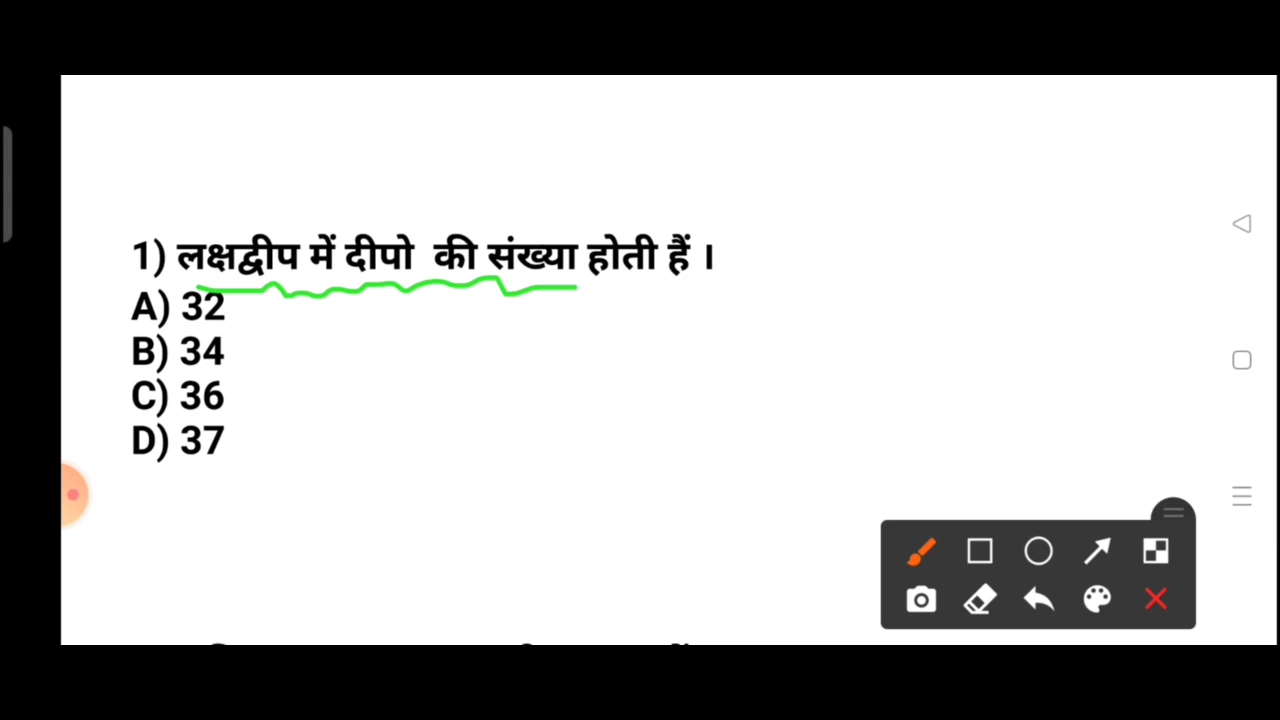 1) लक्षद्वीप में दीपो की संख्या होती हैं ।
A) 32
B) 34
C) 36
D) 37